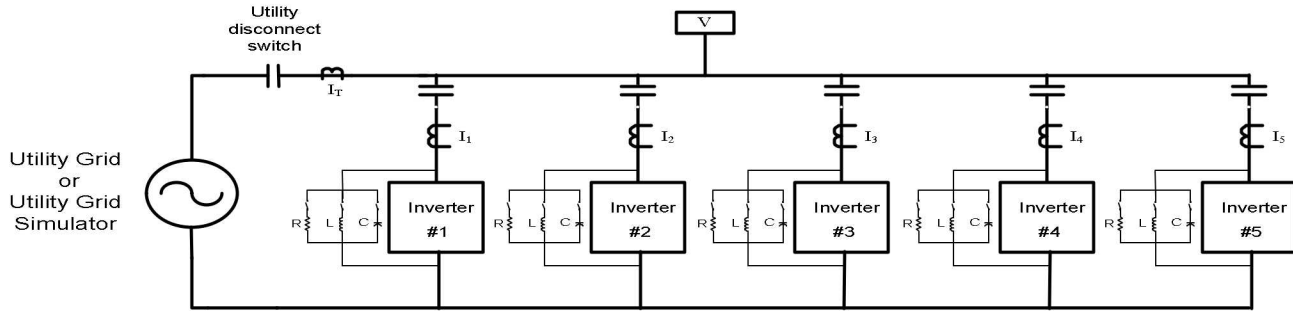 Utility
disconnect
switch
V
I_T
I_1
I_2
I_3
I_4
I_5
Utility Grid
or
Utility Grid
Simulator
R L C
Inverter
#1
R L C
Inverter
#2
R L C
Inverter
#3
R L C
Inverter
#4
R L C
Inverter
#5